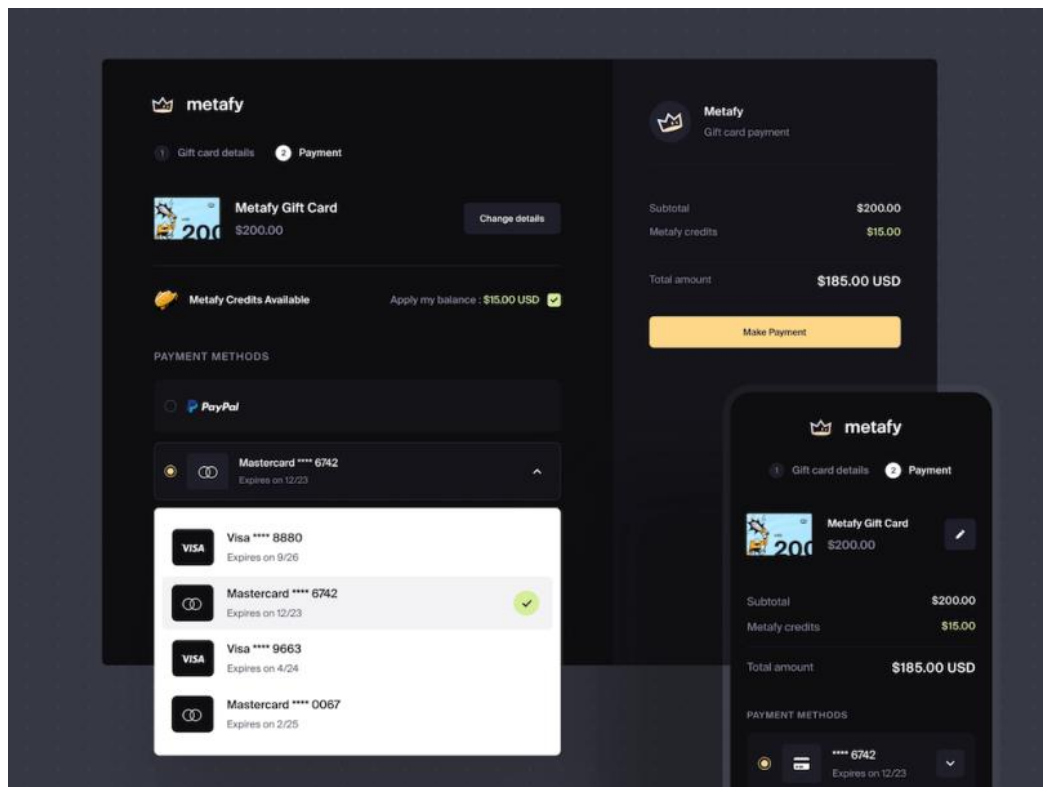 metafy
1 Gift card details 2 Payment
200
Metafy Gift Card
$200.00
Change details
Metafy Credits Available
Apply my balance : $15.00 USD
PAYMENT METHODS
PayPal
Mastercard **** 6742
Expires on 12/23
VISA
Visa **** 8880
Expires on 9/26
Mastercard **** 6742
Expires on 12/23
VISA
Visa **** 9663
Expires on 4/24
Mastercard **** 0067
Expires on 2/25
Metafy
Gift card payment
Subtotal $200.00
Metafy credits $15.00
Total amount $185.00 USD
Make Payment
metafy
1 Gift card details 2 Payment
200
Metafy Gift Card
$200.00
Subtotal $200.00
Metafy credits $15.00
Total amount $185.00 USD
PAYMENT METHODS
**** 6742
Expires on 12/23